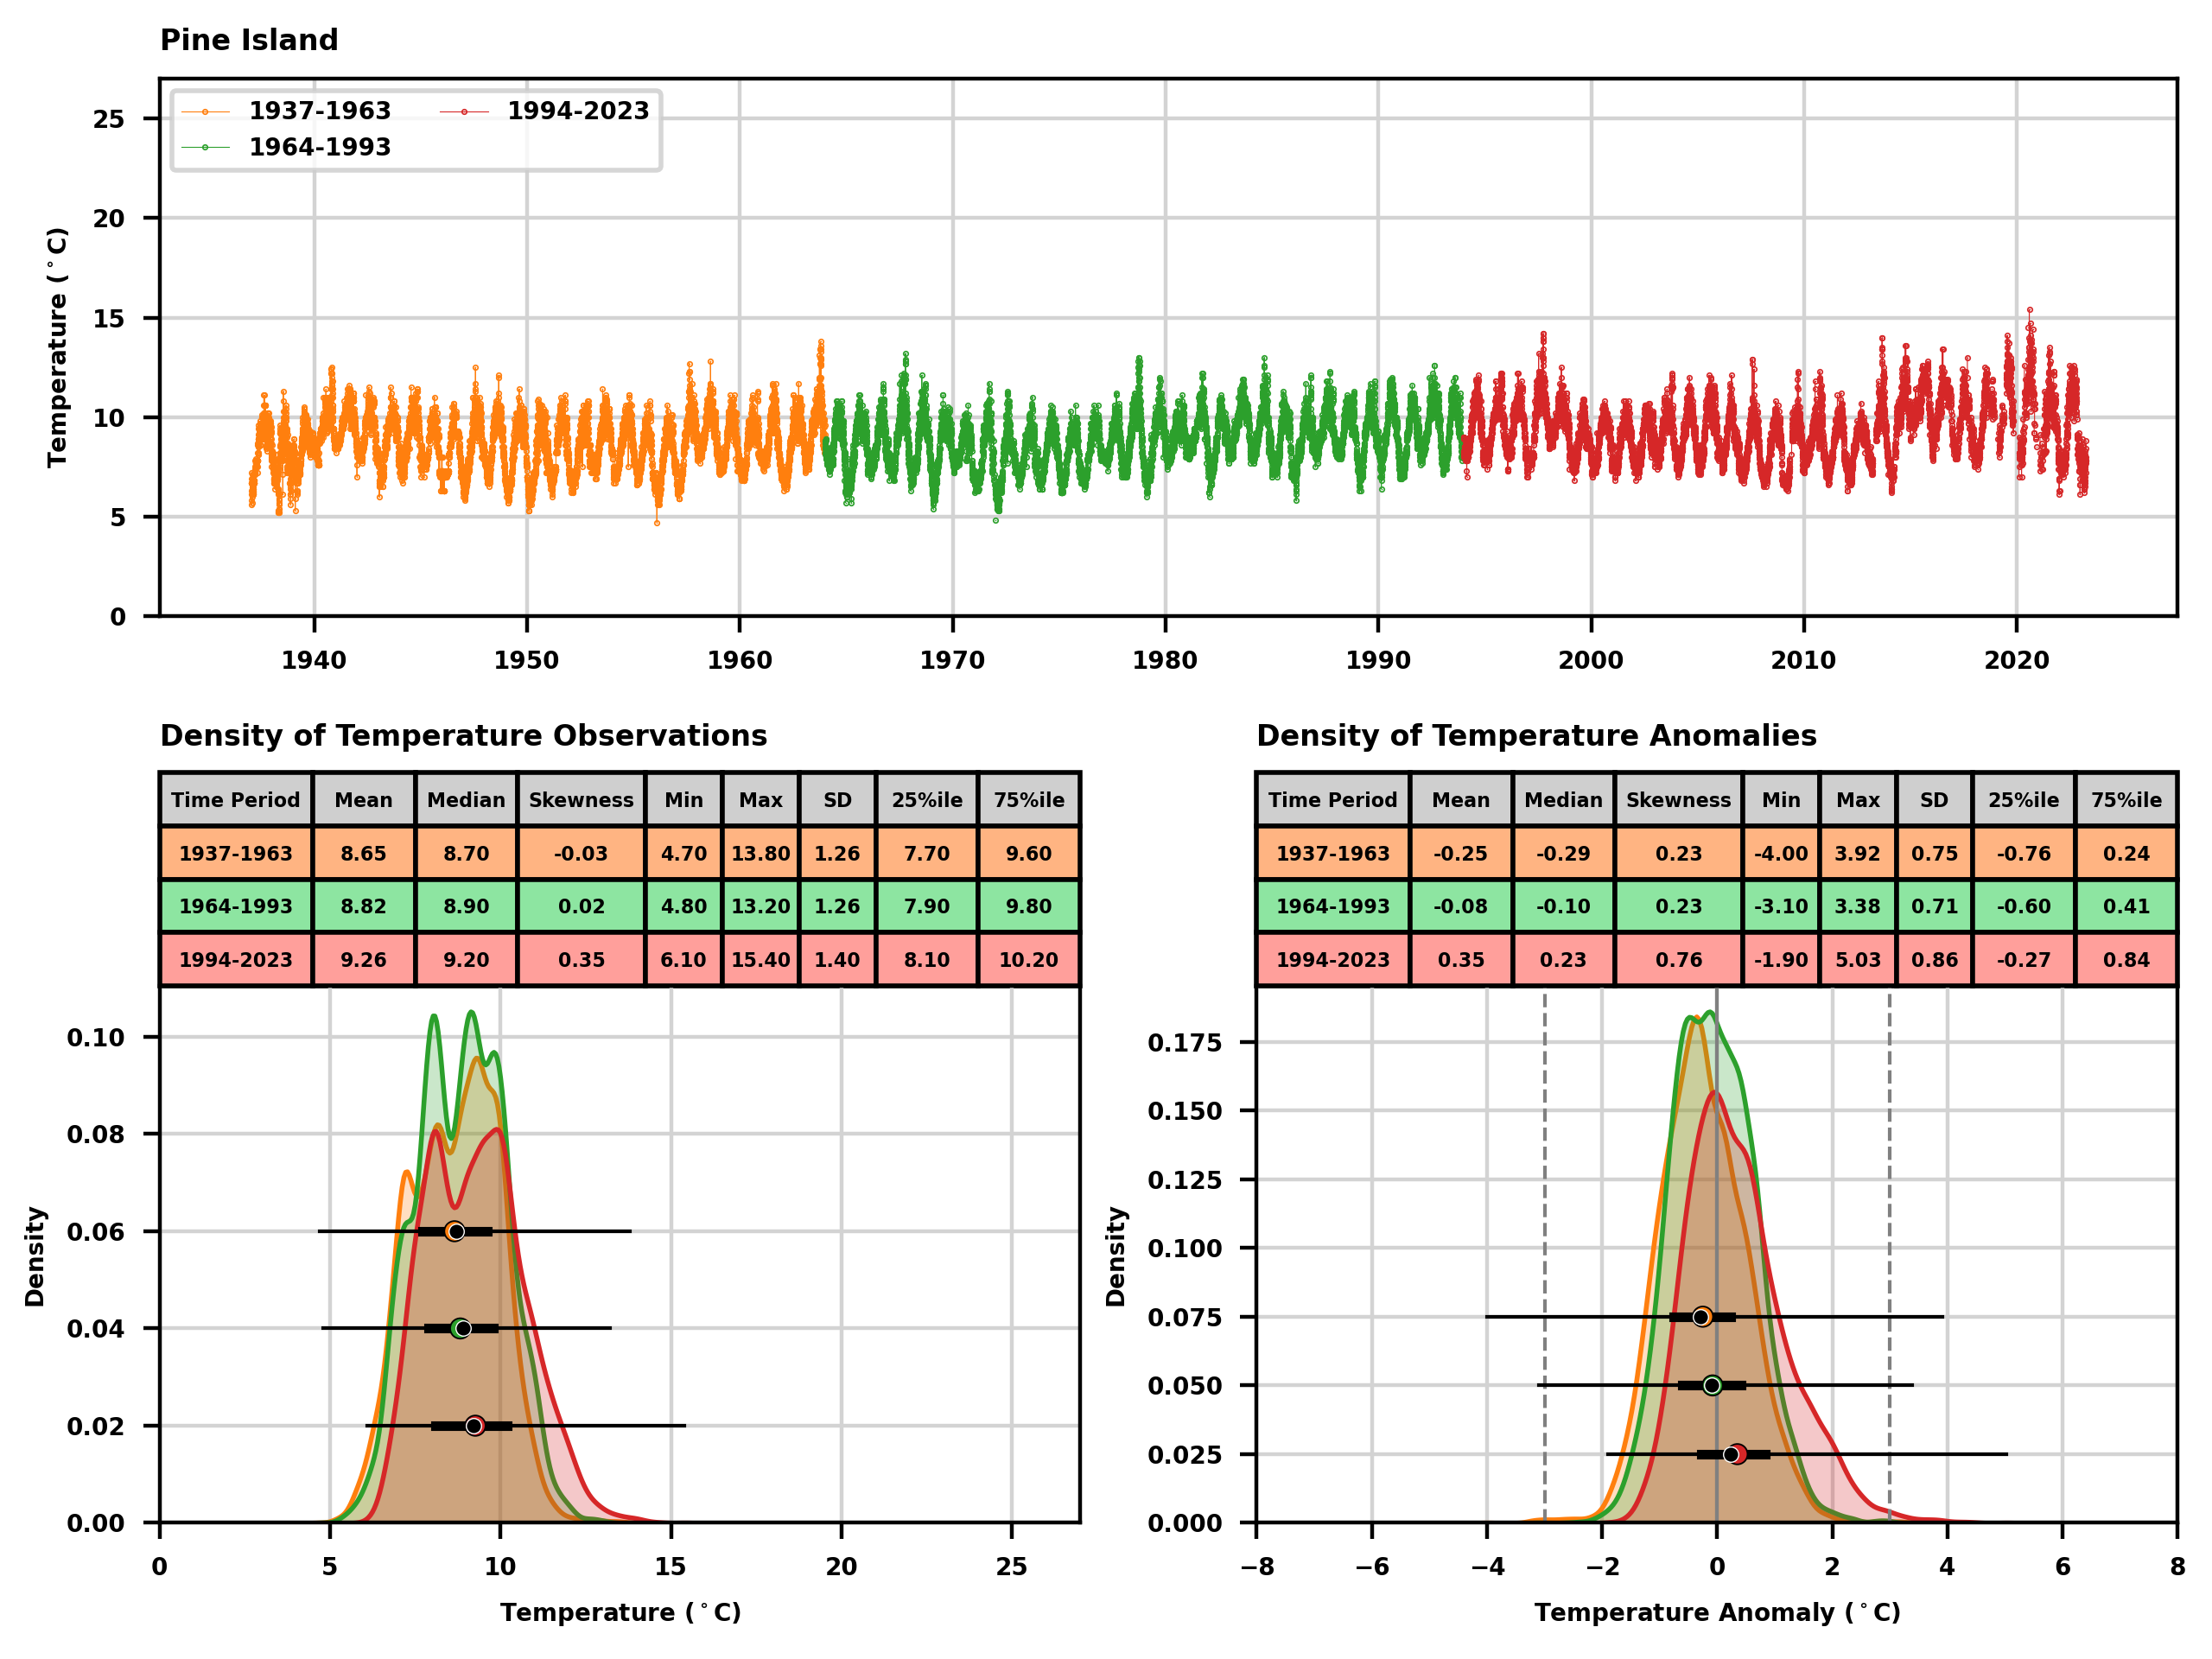 Pine Island
1937-1963 1994-2023
1964-1993
Temperature (°C)
25
20
15
10
5
0
1940 1950 1960 1970 1980 1990 2000 2010 2020
Density of Temperature Observations
Time Period Mean Median Skewness Min Max SD 25%ile 75%ile
1937-1963 8.65 8.70 -0.03 4.70 13.80 1.26 7.70 9.60
1964-1993 8.82 8.90 0.02 4.80 13.20 1.26 7.90 9.80
1994-2023 9.26 9.20 0.35 6.10 15.40 1.40 8.10 10.20
Density
0.10
0.08
0.06
0.04
0.02
0.00
0 5 10 15 20 25
Temperature (°C)
Density of Temperature Anomalies
Time Period Mean Median Skewness Min Max SD 25%ile 75%ile
1937-1963 -0.25 -0.29 0.23 -4.00 3.92 0.75 -0.76 0.24
1964-1993 -0.08 -0.10 0.23 -3.10 3.38 0.71 -0.60 0.41
1994-2023 0.35 0.23 0.76 -1.90 5.03 0.86 -0.27 0.84
Density
0.175
0.150
0.125
0.100
0.075
0.050
0.025
0.000
−8 −6 −4 −2 0 2 4 6 8
Temperature Anomaly (°C)